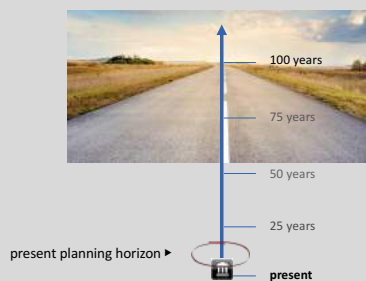 100 years
75 years
50 years
25 years
present planning horizon ▶
present